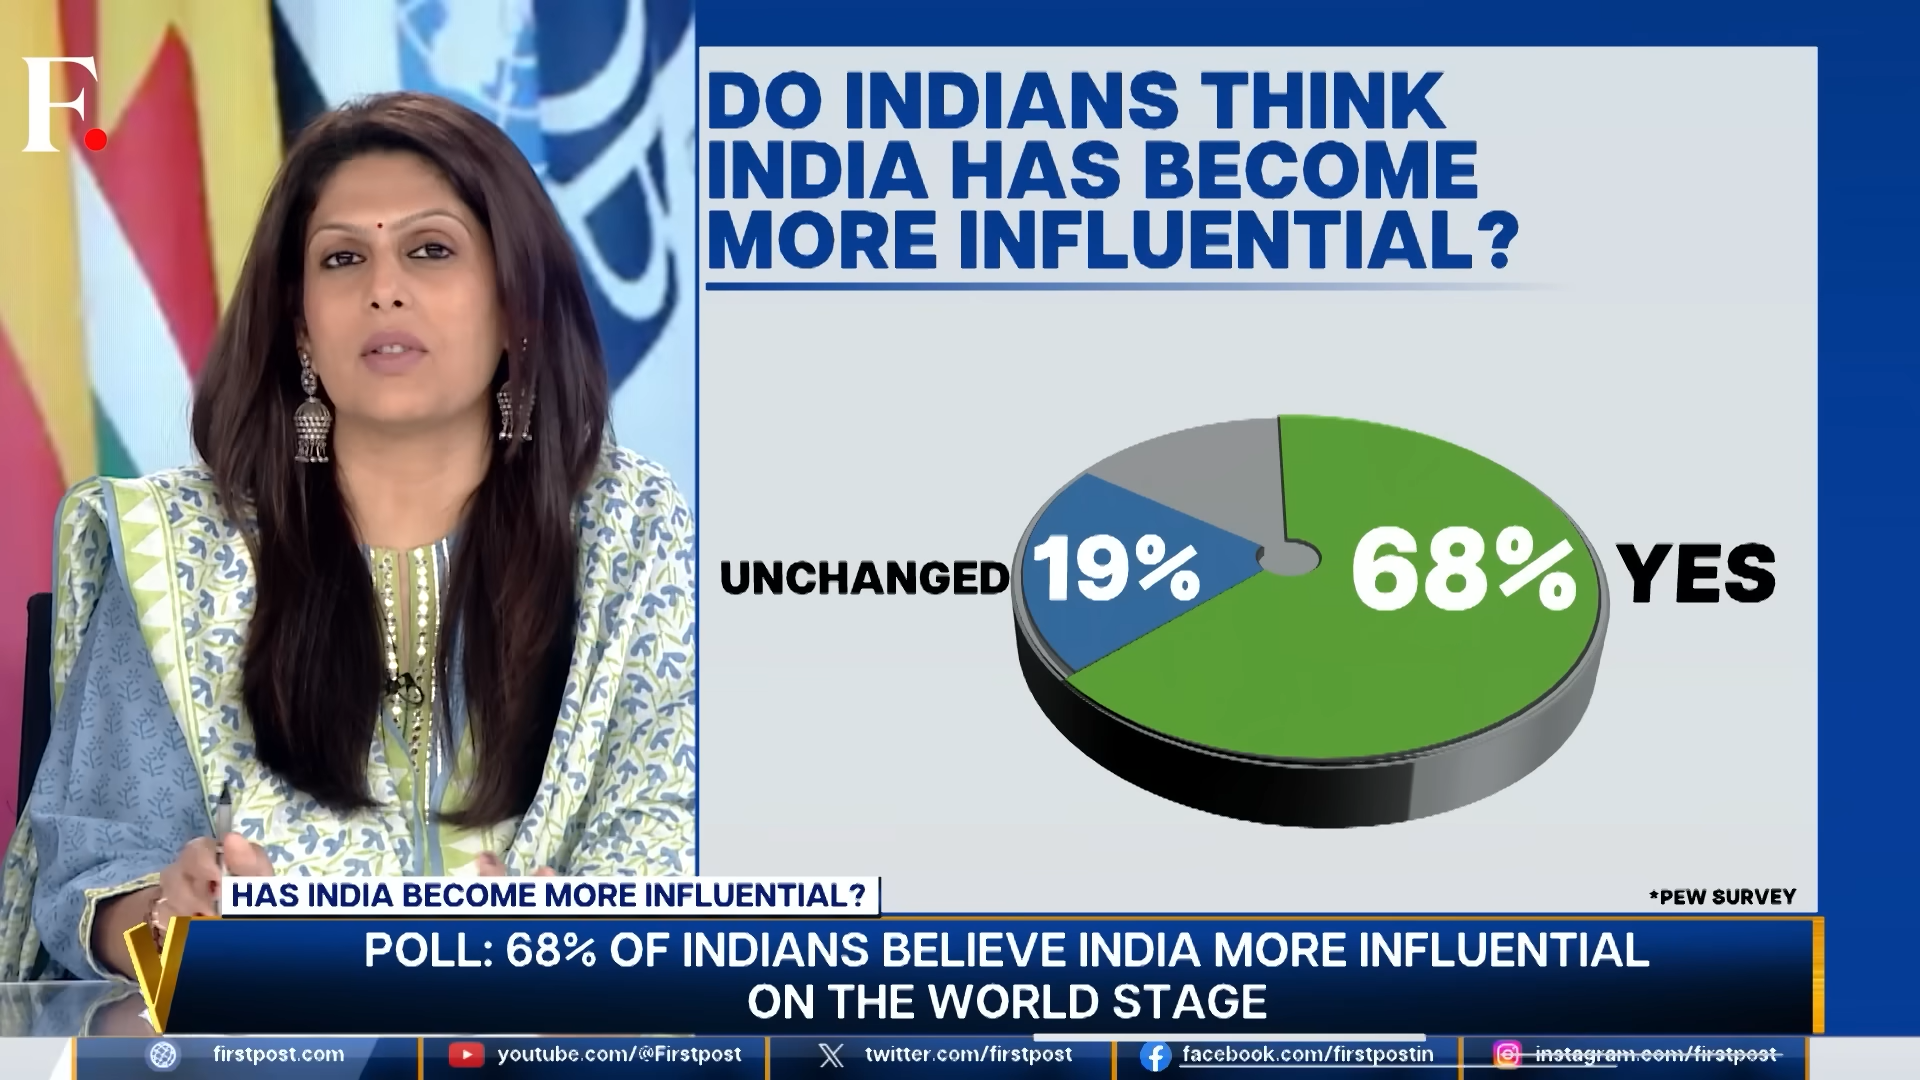 F.
DO INDIANS THINK
INDIA HAS BECOME
MORE INFLUENTIAL?
UNCHANGED
19%
68%
YES
*PEW SURVEY
HAS INDIA BECOME MORE INFLUENTIAL?
POLL: 68% OF INDIANS BELIEVE INDIA MORE INFLUENTIAL
ON THE WORLD STAGE
firstpost.com
youtube.com/@Firstpost
twitter.com/firstpost
facebook.com/firstpostin
instagram.com/firstpost